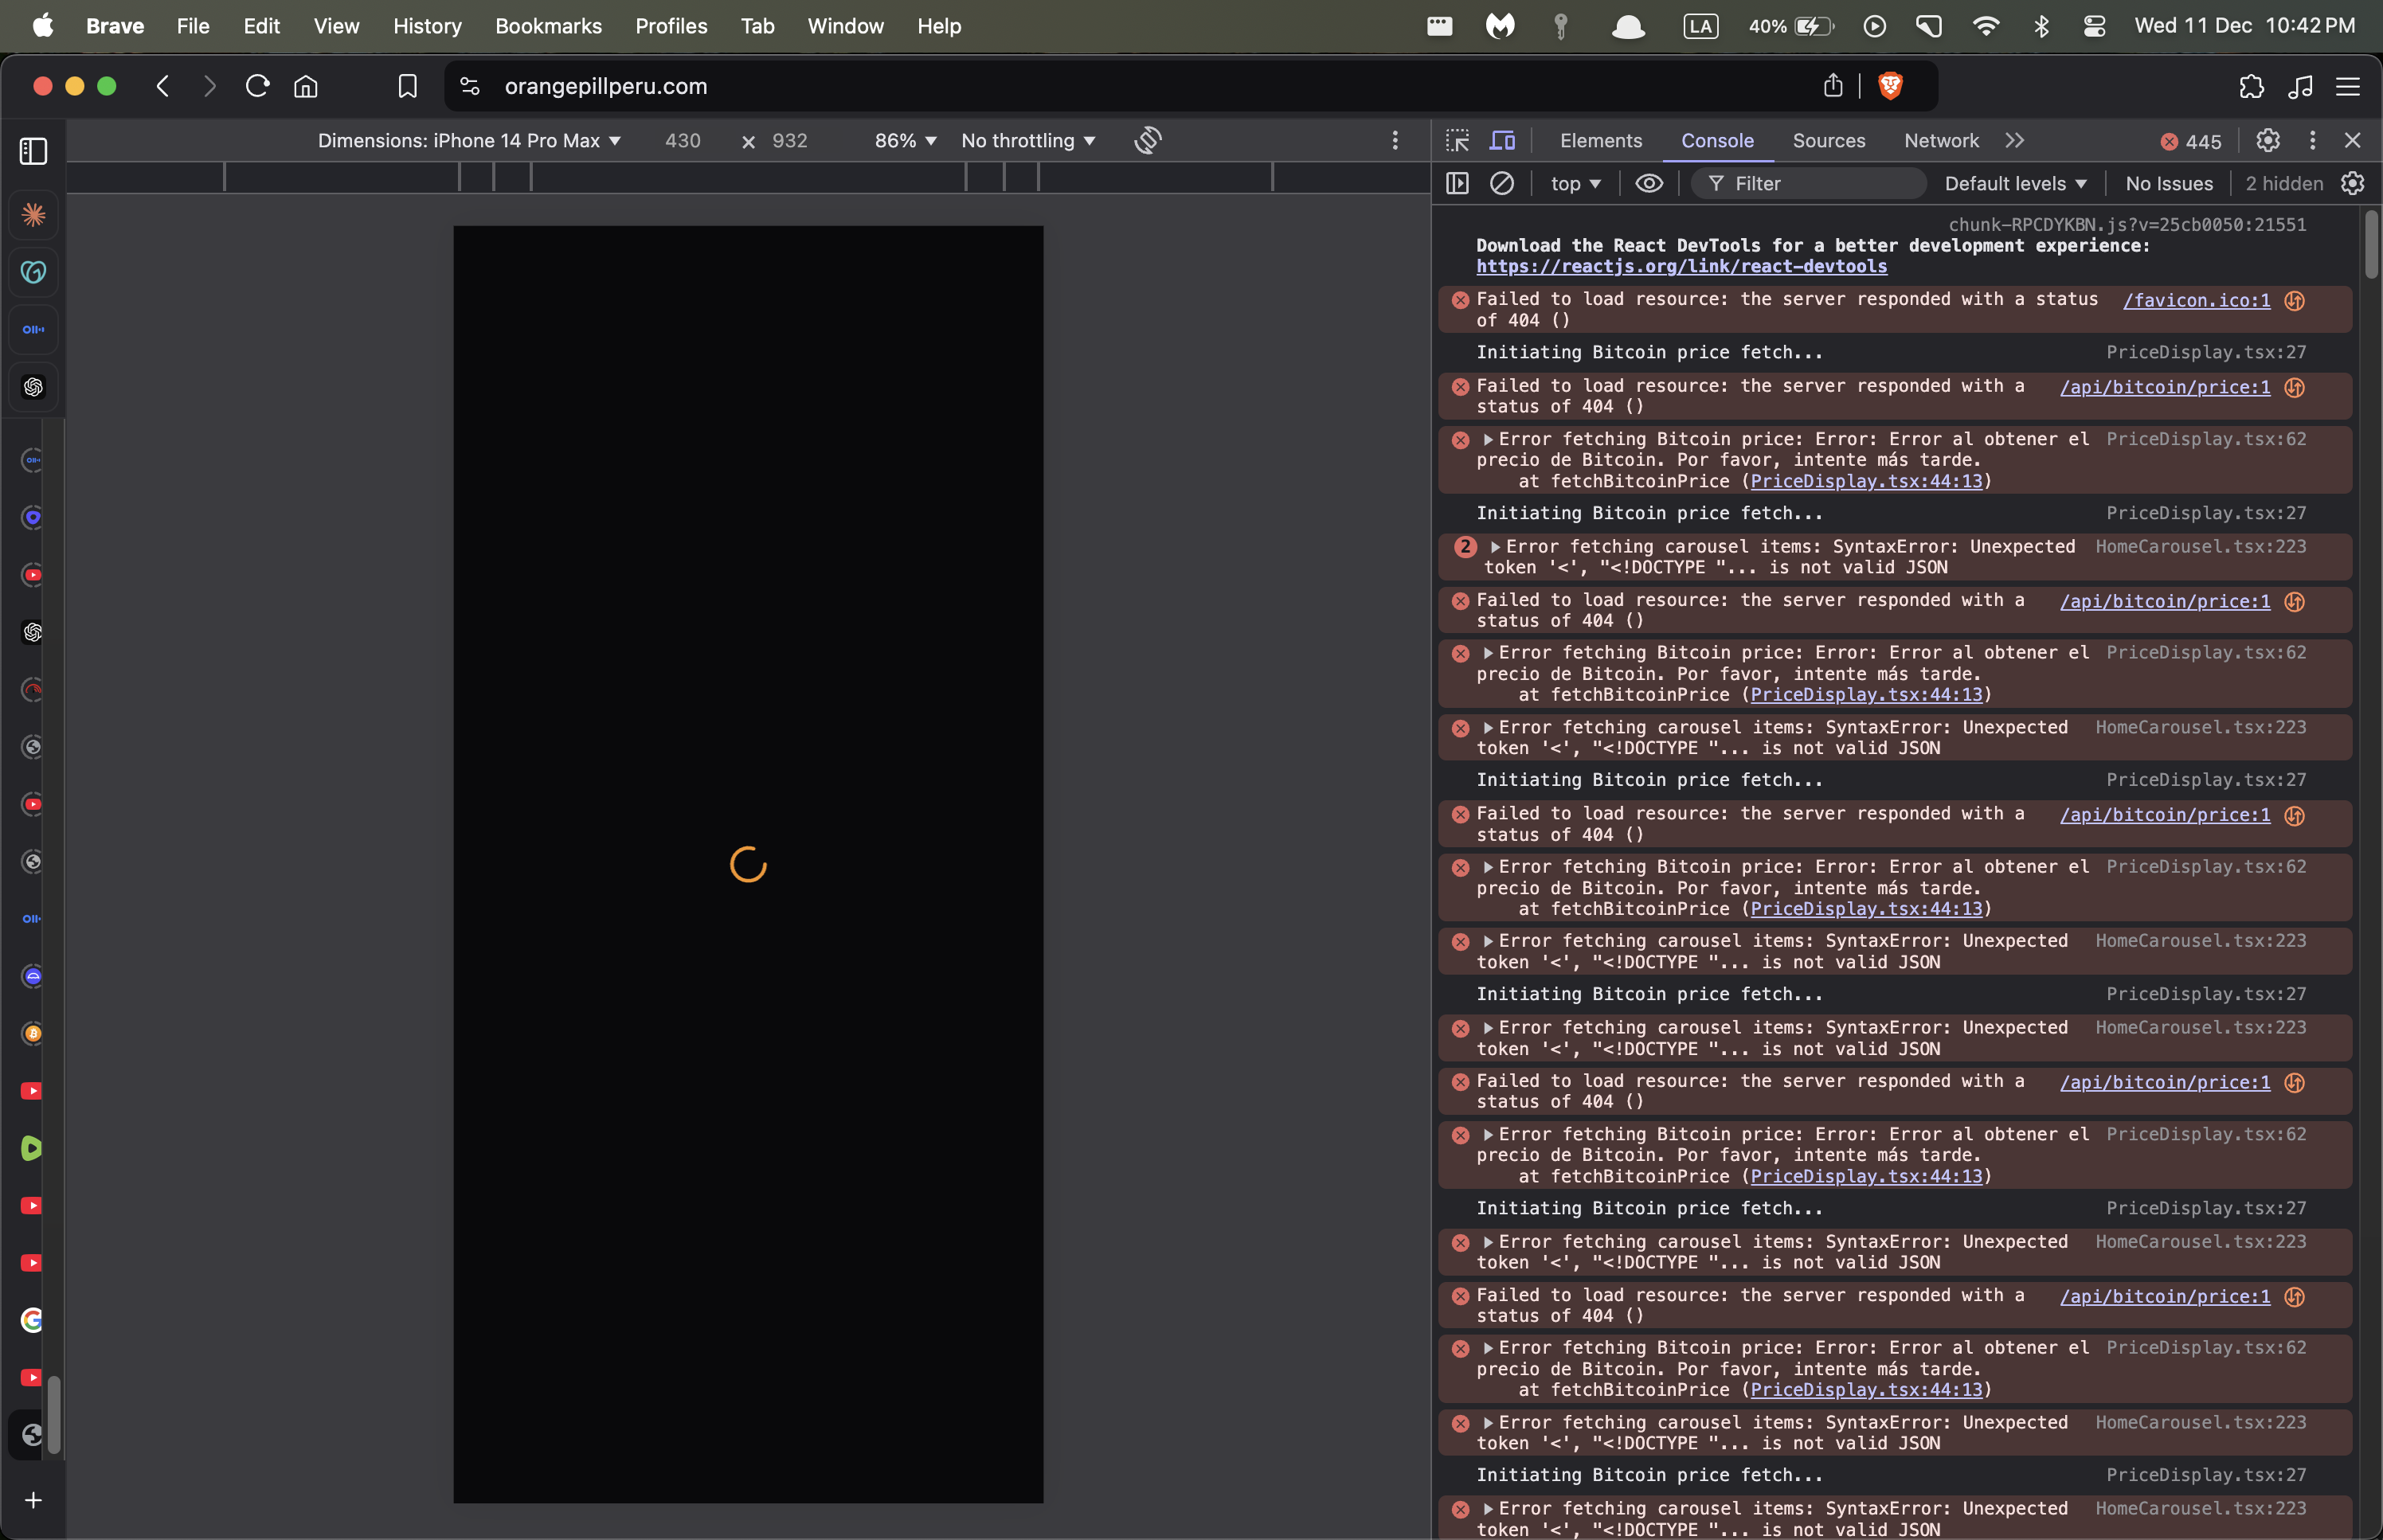 Brave File Edit View History Bookmarks Profiles Tab Window Help LA 40% Wed 11 Dec 10:42 PM
orangepillperu.com
Dimensions: iPhone 14 Pro Max 430 × 932 86% No throttling
Elements Console Sources Network 445
top Filter Default levels No Issues 2 hidden
chunk-RPCDYKBN.js?v=25cb0050:21551
Download the React DevTools for a better development experience:
https://reactjs.org/link/react-devtools
Failed to load resource: the server responded with a status /favicon.ico:1
of 404 ()
Initiating Bitcoin price fetch... PriceDisplay.tsx:27
Failed to load resource: the server responded with a /api/bitcoin/price:1
status of 404 ()
Error fetching Bitcoin price: Error: Error al obtener el PriceDisplay.tsx:62
precio de Bitcoin. Por favor, intente más tarde.
at fetchBitcoinPrice (PriceDisplay.tsx:44:13)
Initiating Bitcoin price fetch... PriceDisplay.tsx:27
2 Error fetching carousel items: SyntaxError: Unexpected HomeCarousel.tsx:223
token '<', "<!DOCTYPE "... is not valid JSON
Failed to load resource: the server responded with a /api/bitcoin/price:1
status of 404 ()
Error fetching Bitcoin price: Error: Error al obtener el PriceDisplay.tsx:62
precio de Bitcoin. Por favor, intente más tarde.
at fetchBitcoinPrice (PriceDisplay.tsx:44:13)
Error fetching carousel items: SyntaxError: Unexpected HomeCarousel.tsx:223
token '<', "<!DOCTYPE "... is not valid JSON
Initiating Bitcoin price fetch... PriceDisplay.tsx:27
Failed to load resource: the server responded with a /api/bitcoin/price:1
status of 404 ()
Error fetching Bitcoin price: Error: Error al obtener el PriceDisplay.tsx:62
precio de Bitcoin. Por favor, intente más tarde.
at fetchBitcoinPrice (PriceDisplay.tsx:44:13)
Error fetching carousel items: SyntaxError: Unexpected HomeCarousel.tsx:223
token '<', "<!DOCTYPE "... is not valid JSON
Initiating Bitcoin price fetch... PriceDisplay.tsx:27
Error fetching carousel items: SyntaxError: Unexpected HomeCarousel.tsx:223
token '<', "<!DOCTYPE "... is not valid JSON
Failed to load resource: the server responded with a /api/bitcoin/price:1
status of 404 ()
Error fetching Bitcoin price: Error: Error al obtener el PriceDisplay.tsx:62
precio de Bitcoin. Por favor, intente más tarde.
at fetchBitcoinPrice (PriceDisplay.tsx:44:13)
Initiating Bitcoin price fetch... PriceDisplay.tsx:27
Error fetching carousel items: SyntaxError: Unexpected HomeCarousel.tsx:223
token '<', "<!DOCTYPE "... is not valid JSON
Failed to load resource: the server responded with a /api/bitcoin/price:1
status of 404 ()
Error fetching Bitcoin price: Error: Error al obtener el PriceDisplay.tsx:62
precio de Bitcoin. Por favor, intente más tarde.
at fetchBitcoinPrice (PriceDisplay.tsx:44:13)
Error fetching carousel items: SyntaxError: Unexpected HomeCarousel.tsx:223
token '<', "<!DOCTYPE "... is not valid JSON
Initiating Bitcoin price fetch... PriceDisplay.tsx:27
Error fetching carousel items: SyntaxError: Unexpected HomeCarousel.tsx:223
token '<', "<!DOCTYPE "... is not valid JSON